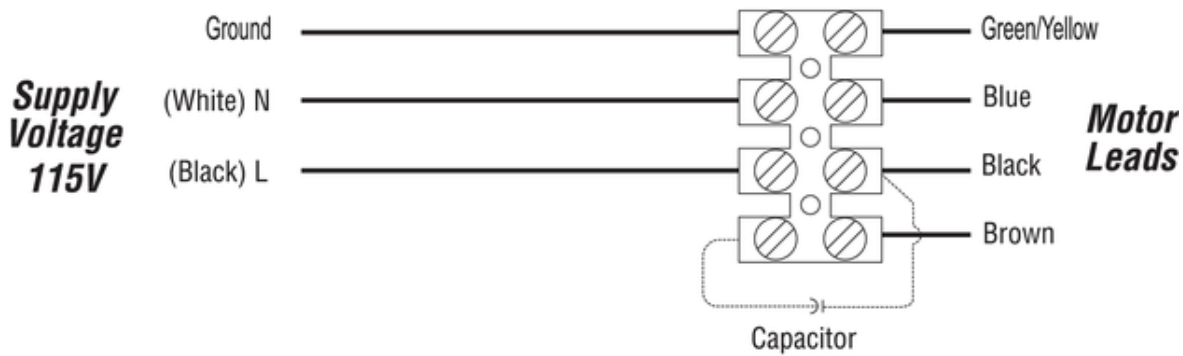 Supply
Voltage
115V
Ground
(White) N
(Black) L
Green/Yellow
Blue
Black
Brown
Motor
Leads
Capacitor